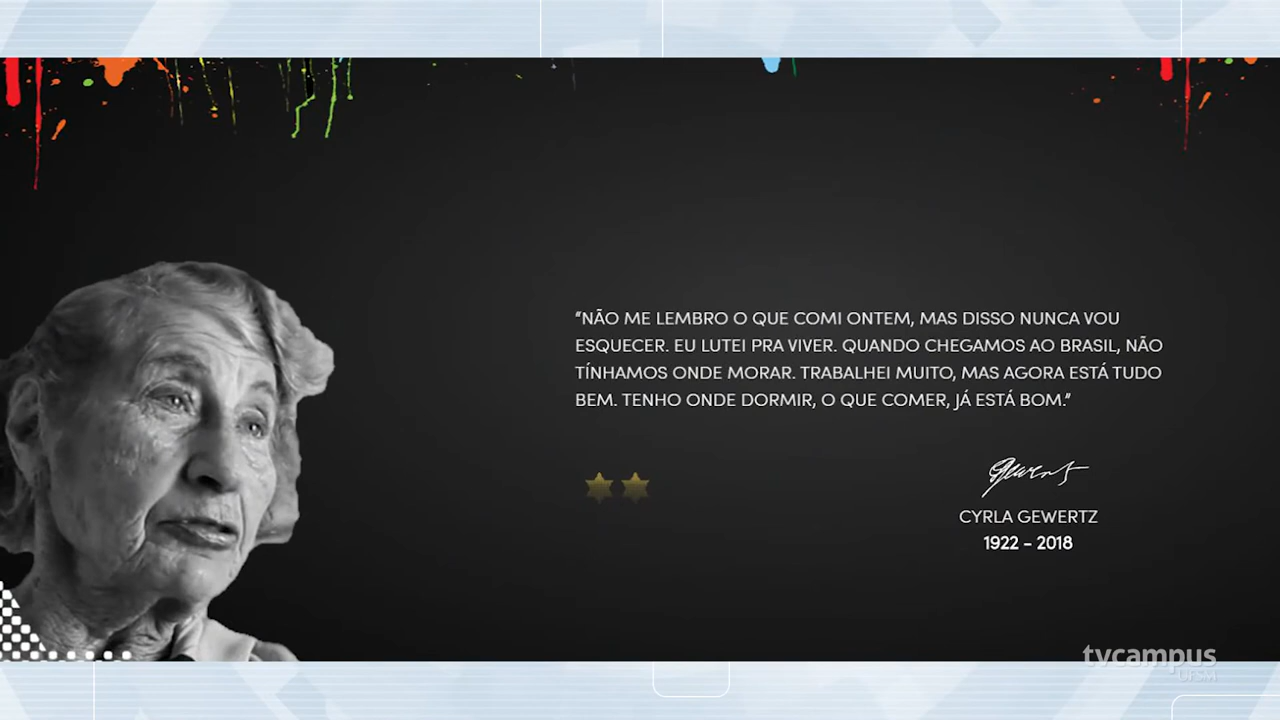 “NÃO ME LEMBRO O QUE COMI ONTEM, MAS DISSO NUNCA VOU
ESQUECER. EU LUTEI PRA VIVER. QUANDO CHEGAMOS AO BRASIL, NÃO
TÍNHAMOS ONDE MORAR. TRABALHEI MUITO, MAS AGORA ESTÁ TUDO
BEM. TENHO ONDE DORMIR, O QUE COMER, JÁ ESTÁ BOM.”
Gewertz
CYRLA GEWERTZ
1922 - 2018
tvcampus
UFSM